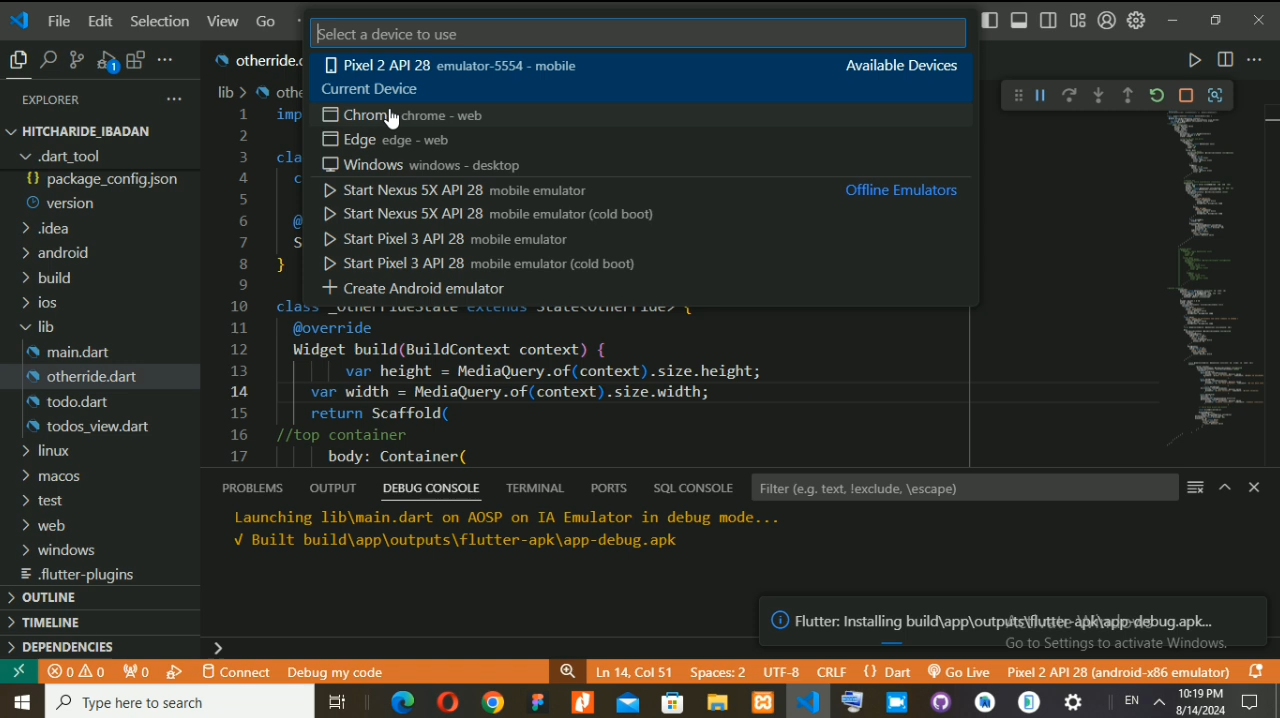 File Edit Selection View Go
Select a device to use
Pixel 2 API 28 emulator-5554 - mobile Available Devices
Current Device
Chrome chrome - web
Edge edge - web
Windows windows - desktop
Start Nexus 5X API 28 mobile emulator Offline Emulators
Start Nexus 5X API 28 mobile emulator (cold boot)
Start Pixel 3 API 28 mobile emulator
Start Pixel 3 API 28 mobile emulator (cold boot)
+ Create Android emulator
EXPLORER
HITCHARIDE_IBADAN
.dart_tool
{} package_config.json
version
.idea
android
build
ios
lib
main.dart
otherride.dart
todo.dart
todos_view.dart
linux
macos
test
web
windows
.flutter-plugins
OUTLINE
TIMELINE
DEPENDENCIES
otherride.c
lib > othe
1 imp
2
3 cla
4 c
5
6 @
7 S
8 }
9
10 class _otherrideState extends State<otherride> {
11 @override
12 Widget build(BuildContext context) {
13 var height = MediaQuery.of(context).size.height;
14 var width = MediaQuery.of(context).size.width;
15 return Scaffold(
16 //top container
17 body: Container(
PROBLEMS OUTPUT DEBUG CONSOLE TERMINAL PORTS SQL CONSOLE Filter (e.g. text, !exclude, \escape)
Launching lib\main.dart on AOSP on IA Emulator in debug mode...
√ Built build\app\outputs\flutter-apk\app-debug.apk
Flutter: Installing build\app\outputs\flutter-apk\app-debug.apk...
Activate Windows
Go to Settings to activate Windows.
>
0 0 0 Connect Debug my code Ln 14, Col 51 Spaces: 2 UTF-8 CRLF {} Dart Go Live Pixel 2 API 28 (android-x86 emulator)
Type here to search EN 10:19 PM
8/14/2024